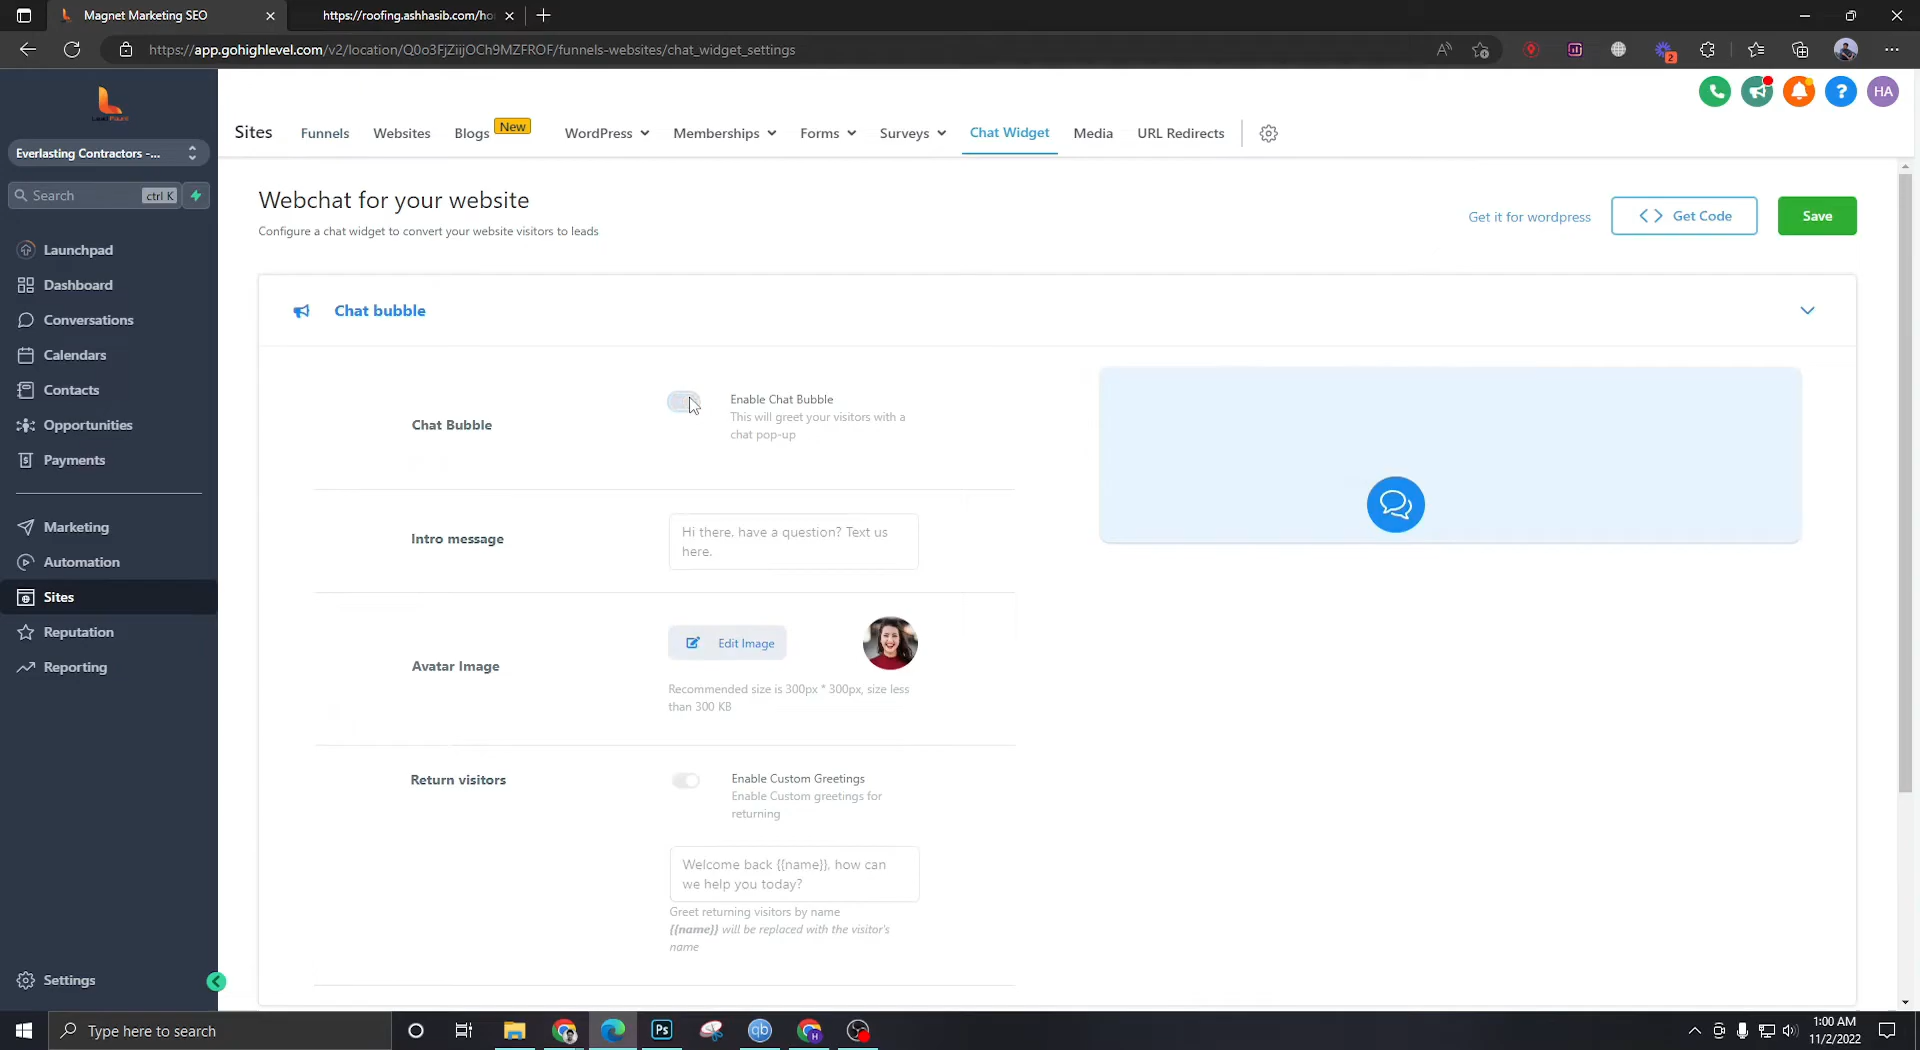 Magnet Marketing SEO
https://roofing.ashhasib.com/ho
https://app.gohighlevel.com/v2/location/Q0o3FjZiijOCh9MZFROF/funnels-websites/chat_widget_settings
2
HA
Sites
Funnels
Websites
Blogs
New
WordPress
Memberships
Forms
Surveys
Chat Widget
Media
URL Redirects
Everlasting Contractors -...
Search
ctrl K
Launchpad
Dashboard
Conversations
Calendars
Contacts
Opportunities
Payments
Marketing
Automation
Sites
Reputation
Reporting
Settings
Webchat for your website
Configure a chat widget to convert your website visitors to leads
Get it for wordpress
Get Code
Save
Chat bubble
Chat Bubble
Enable Chat Bubble
This will greet your visitors with a
chat pop-up
Intro message
Hi there, have a question? Text us
here.
Avatar Image
Edit Image
Recommended size is 300px * 300px, size less
than 300 KB
Return visitors
Enable Custom Greetings
Enable Custom greetings for
returning
Welcome back {{name}}, how can
we help you today?
Greet returning visitors by name
{{name}} will be replaced with the visitor's
name
Type here to search
Ps
qb
H
1:00 AM
11/2/2022